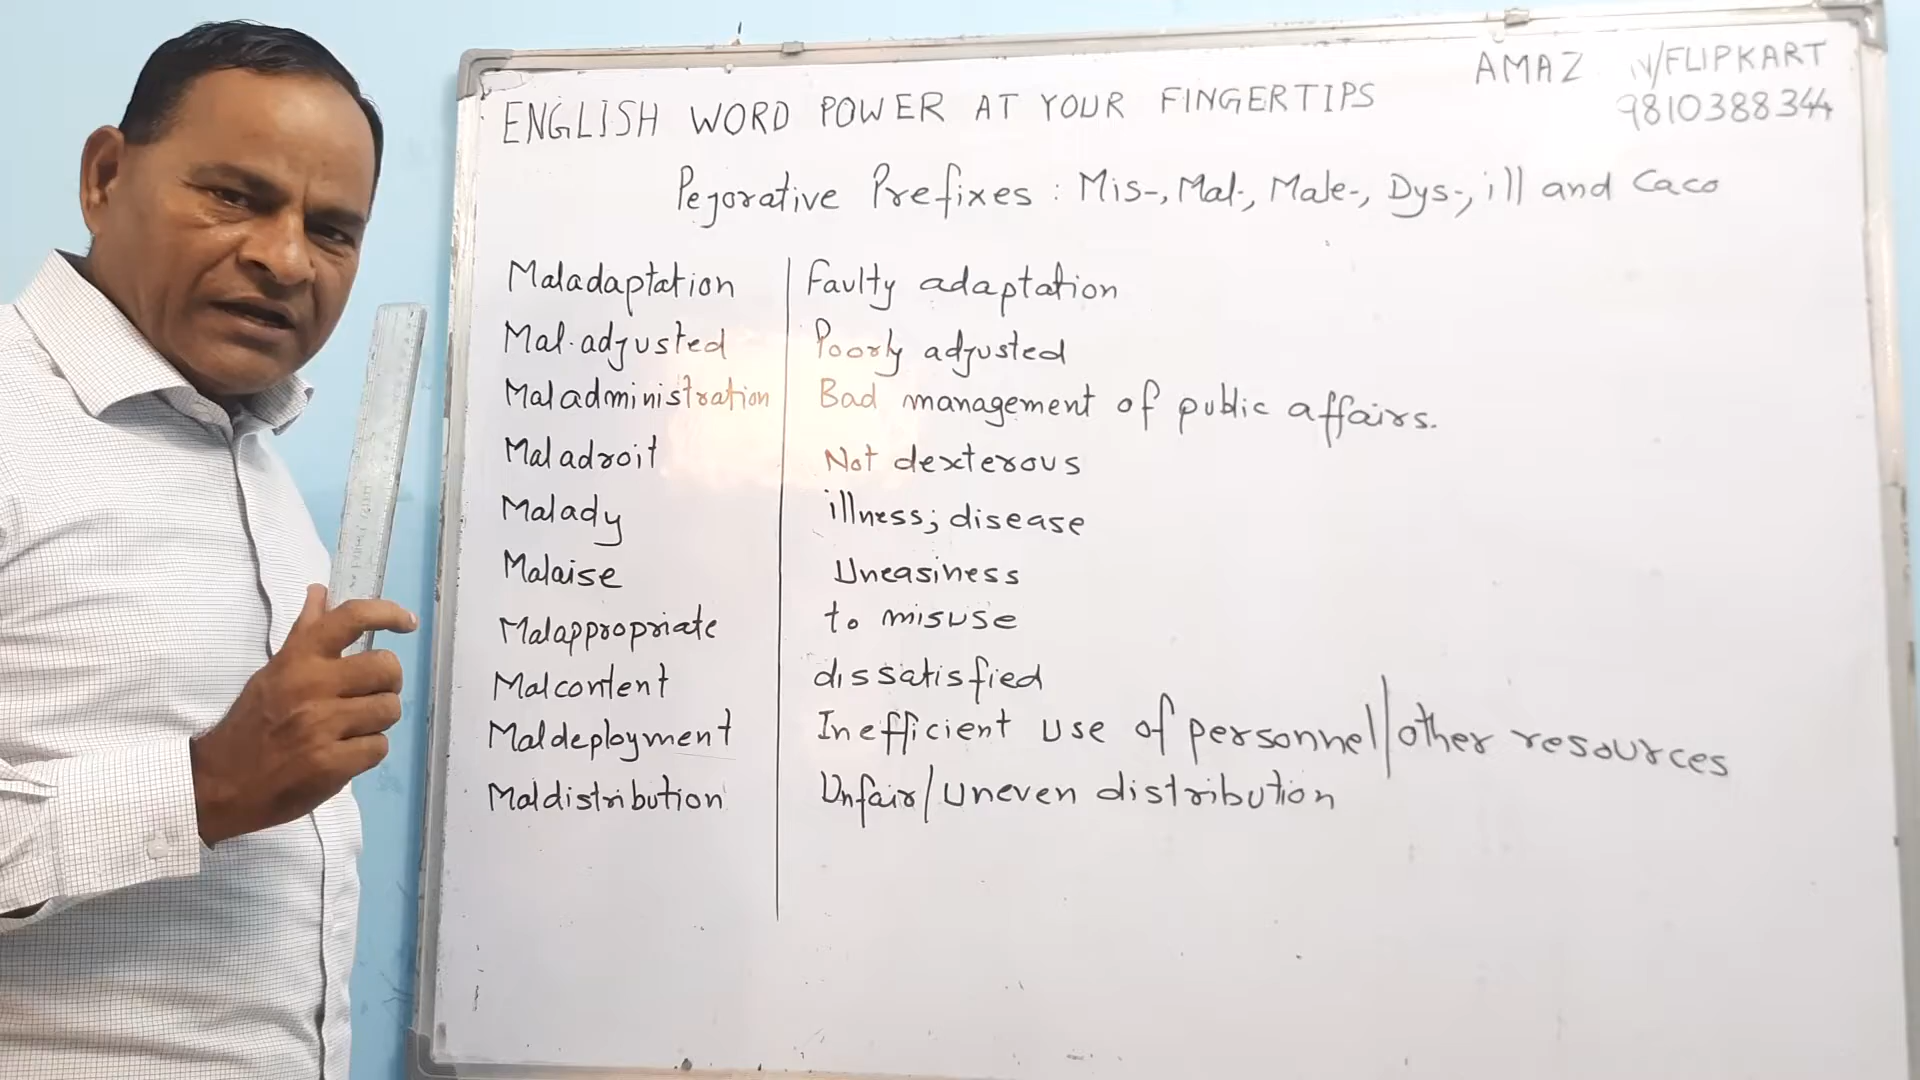 ENGLISH WORD POWER AT YOUR FINGERTIPS
AMAZ N/FLIPKART
9810388344
Pejorative Prefixes: Mis-, Mal-, Male-, Dys-, ill and Caco
Maladaptation Faulty adaptation
Mal.adjusted Poorly adjusted
Maladministration Bad management of public affairs.
Maladroit Not dexterous
Malady illness; disease
Malaise Uneasiness
Malappropriate to misuse
Malcontent dissatisfied
Maldeployment Inefficient use of personnel/other resources
Maldistribution Unfair/uneven distribution